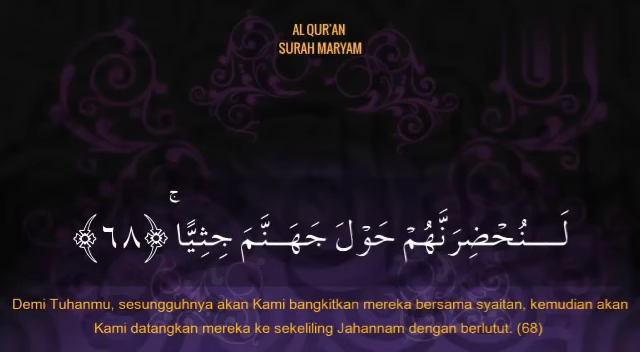 AL QUR'AN
SURAH MARYAM
لَنُحْضِرَنَّهُمْ حَوْلَ جَهَنَّمَ جِثِيًّا ۚ ﴿٦٨﴾
Demi Tuhanmu, sesungguhnya akan Kami bangkitkan mereka bersama syaitan, kemudian akan
Kami datangkan mereka ke sekeliling Jahannam dengan berlutut. (68)